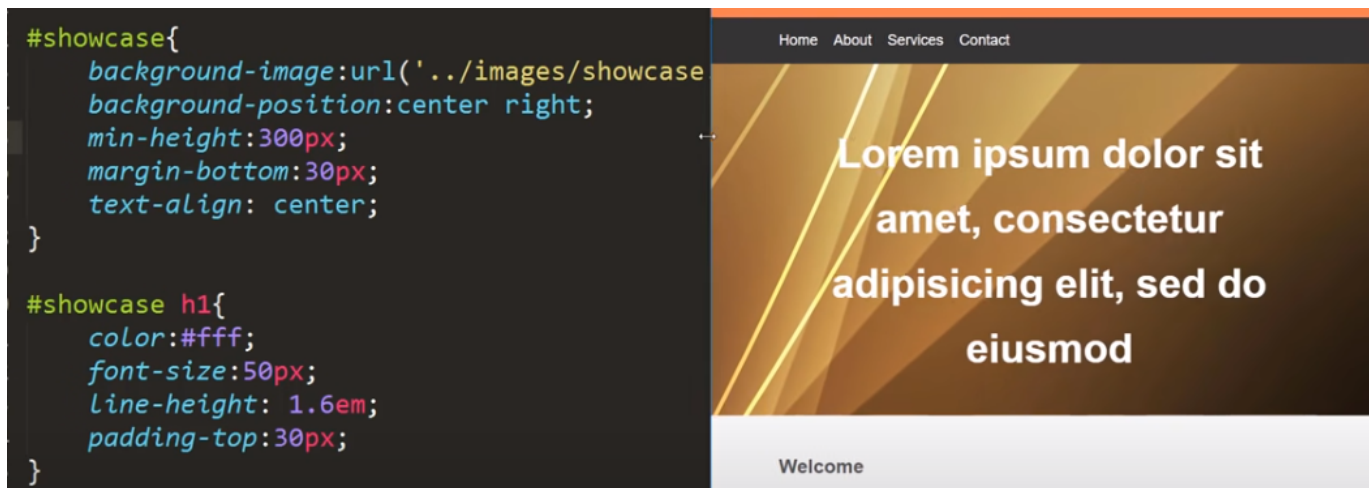 #showcase{
background-image:url('../images/showcase
background-position:center right;
min-height:300px;
margin-bottom:30px;
text-align: center;
}
#showcase h1{
color:#fff;
font-size:50px;
line-height: 1.6em;
padding-top:30px;
}
Home About Services Contact
Lorem ipsum dolor sit
amet, consectetur
adipisicing elit, sed do
eiusmod
Welcome